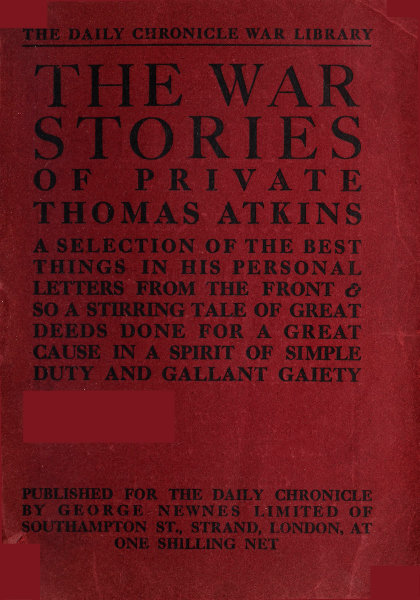 THE DAILY CHRONICLE WAR LIBRARY
THE WAR
STORIES
OF PRIVATE
THOMAS ATKINS
A SELECTION OF THE BEST
THINGS IN HIS PERSONAL
LETTERS FROM THE FRONT &
SO A STIRRING TALE OF GREAT
DEEDS DONE FOR A GREAT
CAUSE IN A SPIRIT OF SIMPLE
DUTY AND GALLANT GAIETY
PUBLISHED FOR THE DAILY CHRONICLE
BY GEORGE NEWNES LIMITED OF
SOUTHAMPTON ST., STRAND, LONDON, AT
ONE SHILLING NET